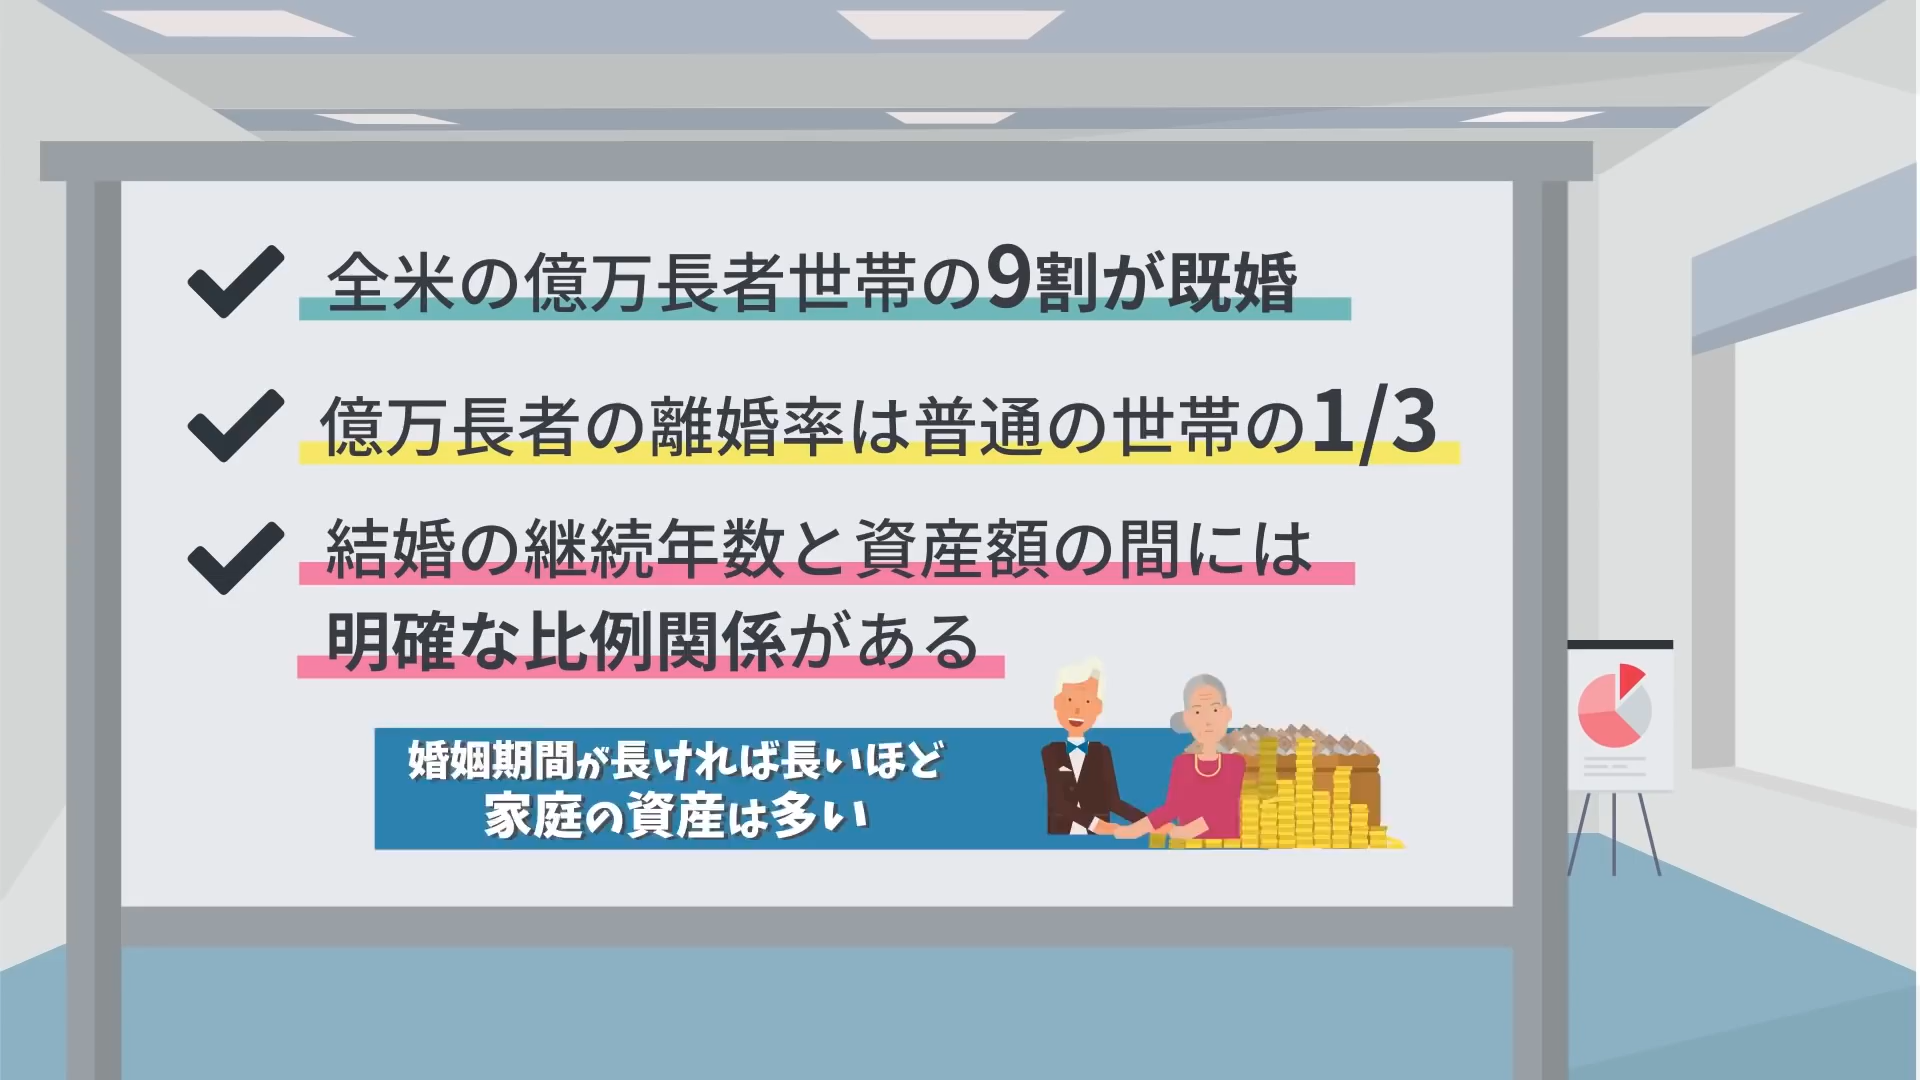 全米の億万長者世帯の9割が既婚
億万長者の離婚率は普通の世帯の1/3
結婚の継続年数と資産額の間には
明確な比例関係がある
婚姻期間が長ければ長いほど
家庭の資産は多い